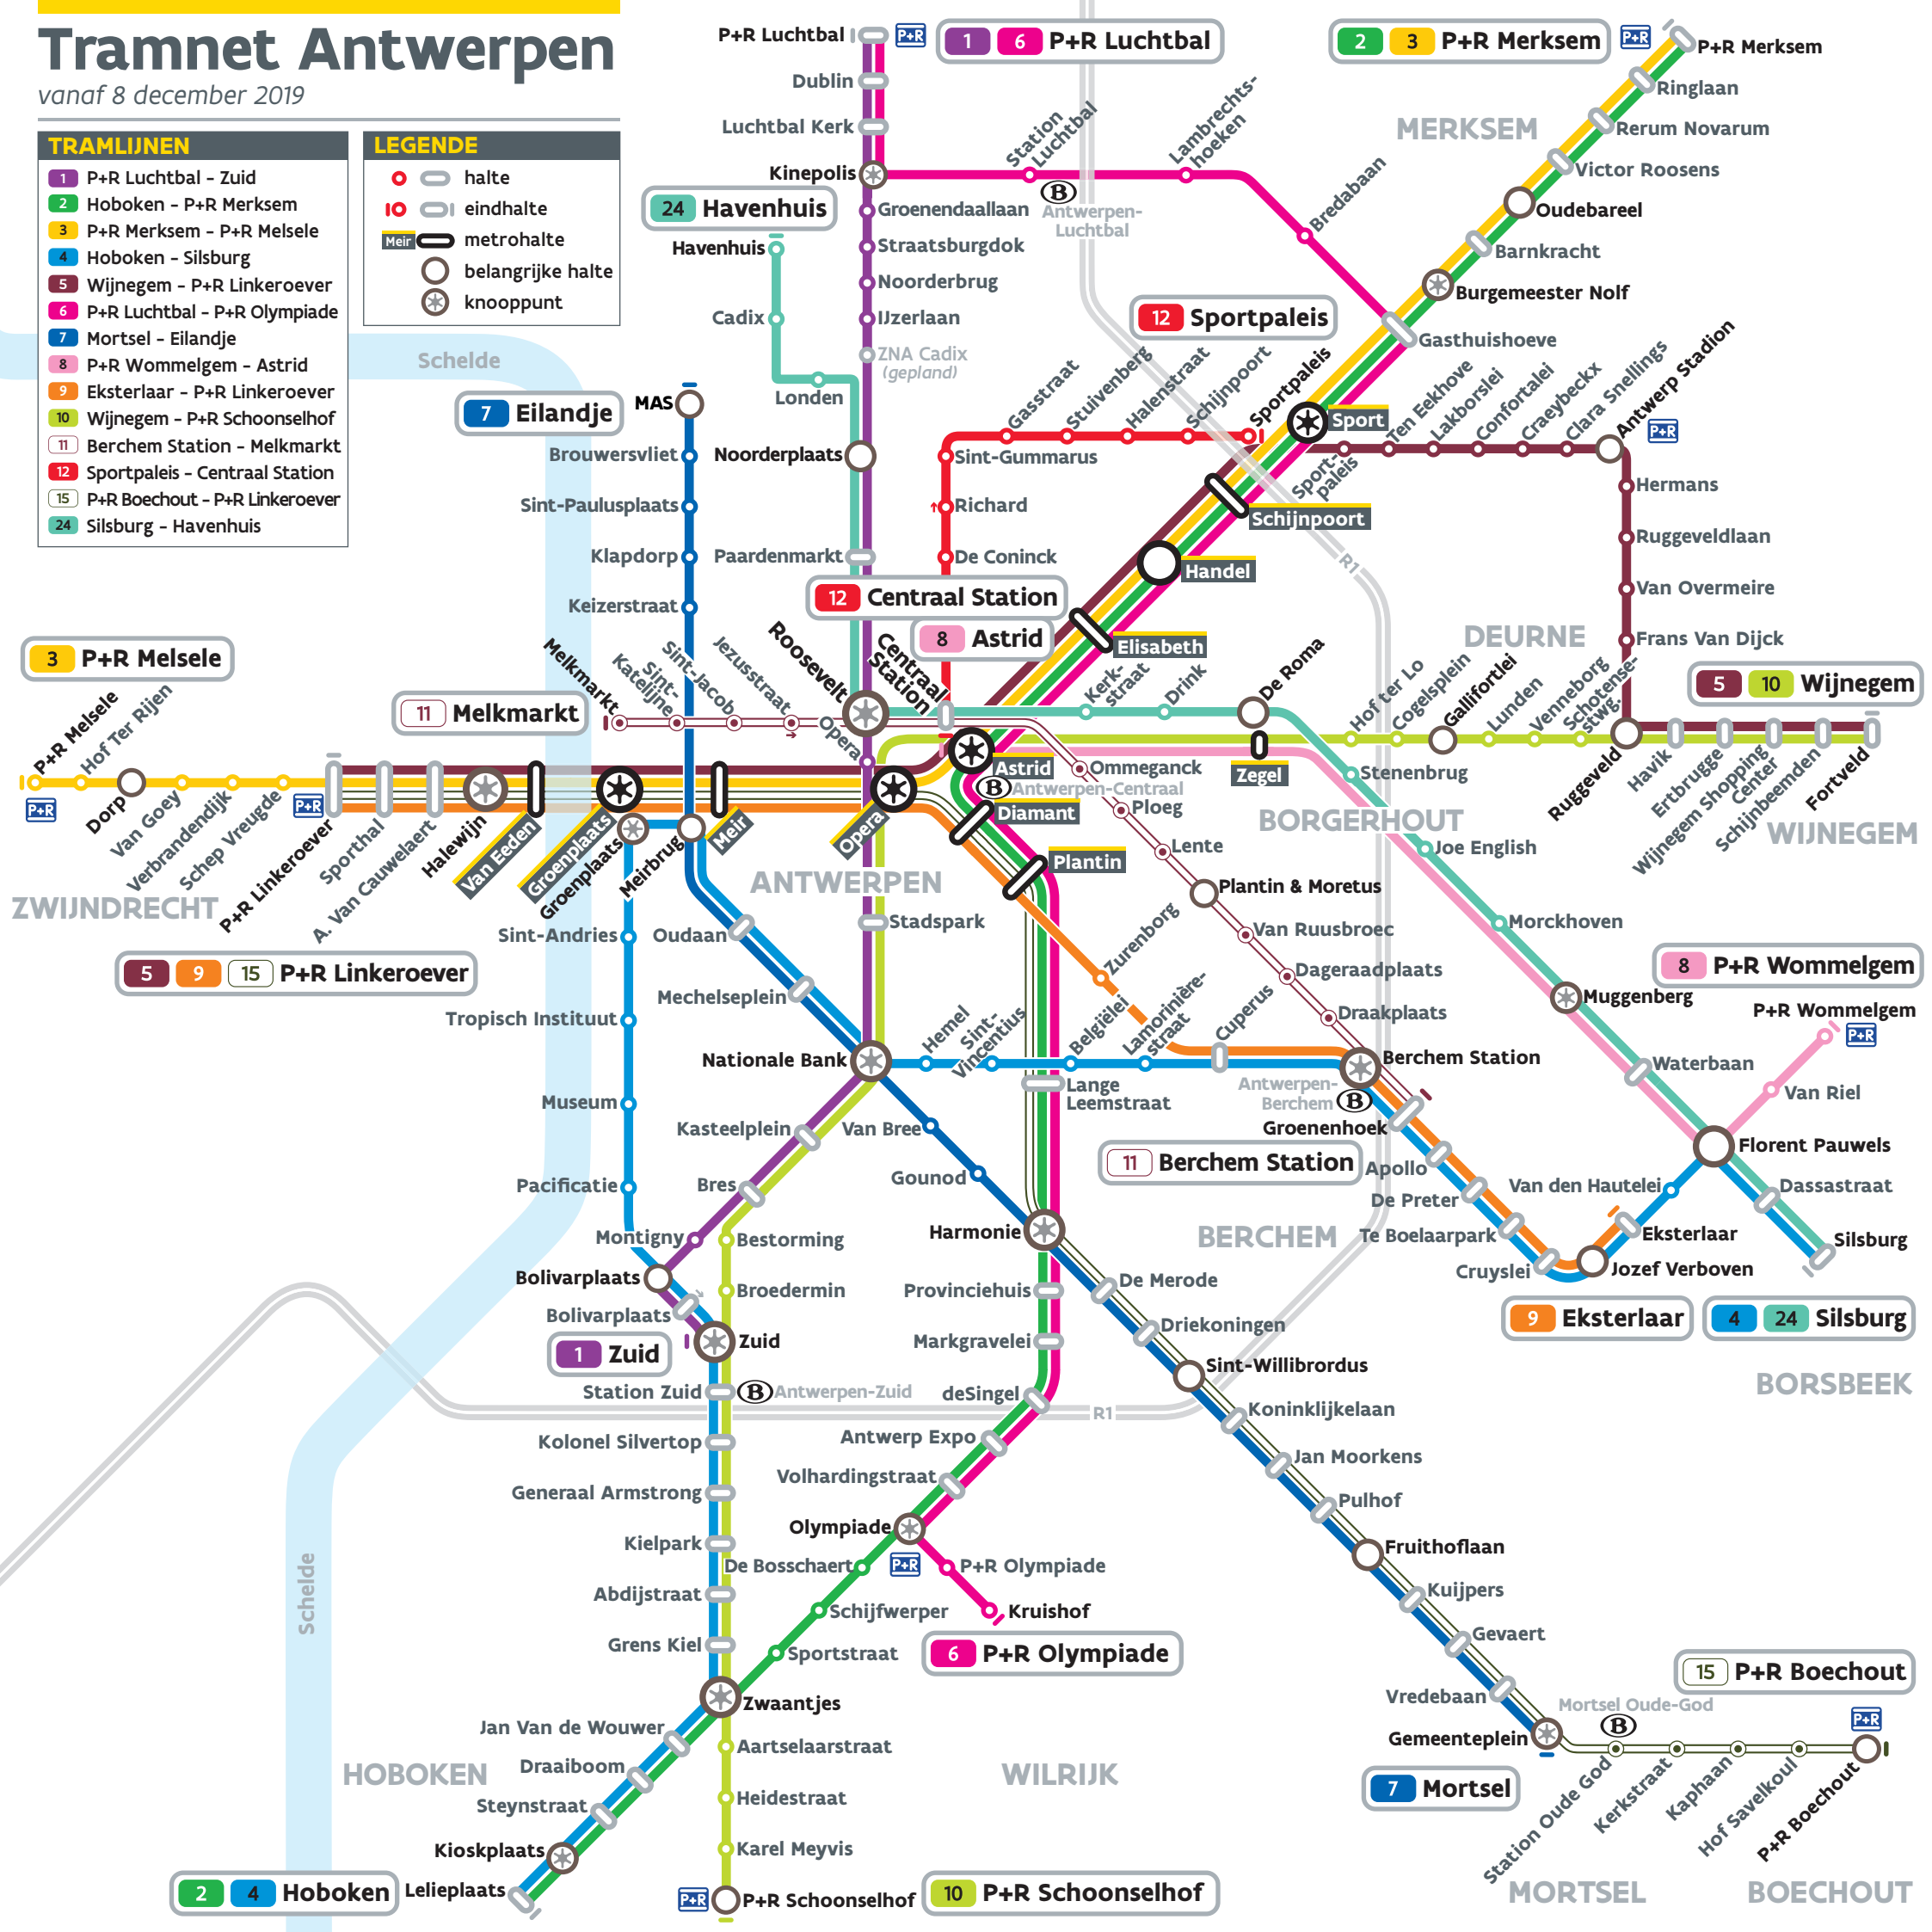 Tramnet Antwerpen
vanaf 8 december 2019
TRAMLIJNEN
1 P+R Luchtbal - Zuid
2 Hoboken - P+R Merksem
3 P+R Merksem - P+R Melsele
4 Hoboken - Silsburg
5 Wijnegem - P+R Linkeroever
6 P+R Luchtbal - P+R Olympiade
7 Mortsel - Eilandje
8 P+R Wommelgem - Astrid
9 Eksterlaar - P+R Linkeroever
10 Wijnegem - P+R Schoonselhof
11 Berchem Station - Melkmarkt
12 Sportpaleis - Centraal Station
15 P+R Boechout - P+R Linkeroever
24 Silsburg - Havenhuis
LEGENDE
halte
eindhalte
Meir metrohalte
belangrijke halte
knooppunt
P+R Luchtbal
P+R
1 6 P+R Luchtbal
Dublin
Luchtbal Kerk
Kinepolis
Station
Luchtbal
Lambrechts-
hoeken
Bredabaan
B
Antwerpen-
Luchtbal
2 3 P+R Merksem
P+R
P+R Merksem
Ringlaan
Rerum Novarum
MERKSEM
Victor Roosens
Oudebareel
Barnkracht
Burgemeester Nolf
Gasthuishoeve
24 Havenhuis
Havenhuis
Cadix
Londen
Groenendaallaan
Straatsburgdok
Noorderbrug
IJzerlaan
ZNA Cadix
(gepland)
Noorderplaats
Paardenmarkt
12 Sportpaleis
Gasstraat
Stuivenberg
Halenstraat
Schijnpoort
Sportpaleis
Sport
Sint-Gummarus
Richard
De Coninck
Sport-
paleis
Ten Eekhove
Lakborslei
Confortalei
Craeybeckx
Clara Snellings
Antwerp Stadion
P+R
Hermans
Ruggeveldlaan
Van Overmeire
Frans Van Dijck
Schijnpoort
R1
Handel
Elisabeth
Schelde
7 Eilandje
MAS
Brouwersvliet
Sint-Paulusplaats
Klapdorp
Keizerstraat
12 Centraal Station
8 Astrid
Roosevelt
Centraal
Station
Kerk-
straat
Drink
De Roma
DEURNE
Hof ter Lo
Cogelsplein
Gallifortlei
Lunden
Venneborg
Schotense-
stwg.
5 10 Wijnegem
Ruggeveld
Havik
Ertbrugge
Wijnegem Shopping
Center
Schijnbeemden
Fortveld
WIJNEGEM
3 P+R Melsele
P+R Melsele
P+R
Hof Ter Rijen
Dorp
Van Goey
Verbrandendijk
Schep Vreugde
P+R
P+R Linkeroever
Sporthal
A. Van Cauwelaert
Halewijn
Van Eeden
Groenplaats
Groenplaats
Meirbrug
Meir
Opera
Opera
11 Melkmarkt
Melkmarkt
Sint-
Katelijne
Sint-Jacob
Jezusstraat
ZWIJNDRECHT
5 9 15 P+R Linkeroever
Astrid
B
Antwerpen-Centraal
Diamant
Plantin
Zegel
Ommeganck
Ploeg
Lente
Plantin & Moretus
Van Ruusbroec
Dageraadplaats
Draakplaats
BORGERHOUT
Stenenbrug
Joe English
Morckhoven
Muggenberg
Waterbaan
8 P+R Wommelgem
P+R Wommelgem
P+R
Van Riel
Florent Pauwels
Dassastraat
Silsburg
ANTWERPEN
Stadspark
Oudaan
Mechelseplein
Nationale Bank
Sint-Andries
Tropisch Instituut
Museum
Pacificatie
Zurenborg
Hemel
Sint-
Vincentius
Belgiëlei
Lamorinière-
straat
Cuperus
Berchem Station
Antwerpen-
Berchem
B
Groenenhoek
Lange
Leemstraat
11 Berchem Station
Apollo
De Preter
Te Boelaarpark
Cruyslei
Jozef Verboven
Eksterlaar
Van den Hautelei
9 Eksterlaar
4 24 Silsburg
BERCHEM
BORSBEEK
Kasteelplein
Bres
Montigny
Bolivarplaats
Bolivarplaats
1 Zuid
Zuid
Bestorming
Broedermin
Van Bree
Gounod
Harmonie
Provinciehuis
Markgravelei
deSingel
R1
Antwerp Expo
Volhardingstraat
Olympiade
P+R
P+R Olympiade
Kruishof
6 P+R Olympiade
De Bosschaert
Schijfwerper
Sportstraat
Station Zuid
B
Antwerpen-Zuid
Kolonel Silvertop
Generaal Armstrong
Kielpark
Abdijstraat
Grens Kiel
Zwaantjes
Schelde
De Merode
Driekoningen
Sint-Willibrordus
Koninklijkelaan
Jan Moorkens
Pulhof
Fruithoflaan
Kuijpers
Gevaert
Vredebaan
Gemeenteplein
7 Mortsel
Mortsel Oude-God
B
Station Oude God
Kerkstraat
Kaphaan
Hof Savelkoul
P+R Boechout
P+R
15 P+R Boechout
MORTSEL
BOECHOUT
Jan Van de Wouwer
Draaiboom
Steynstraat
Kioskplaats
Lelieplaats
HOBOKEN
2 4 Hoboken
Aartselaarstraat
Heidestraat
Karel Meyvis
P+R
P+R Schoonselhof
10 P+R Schoonselhof
WILRIJK